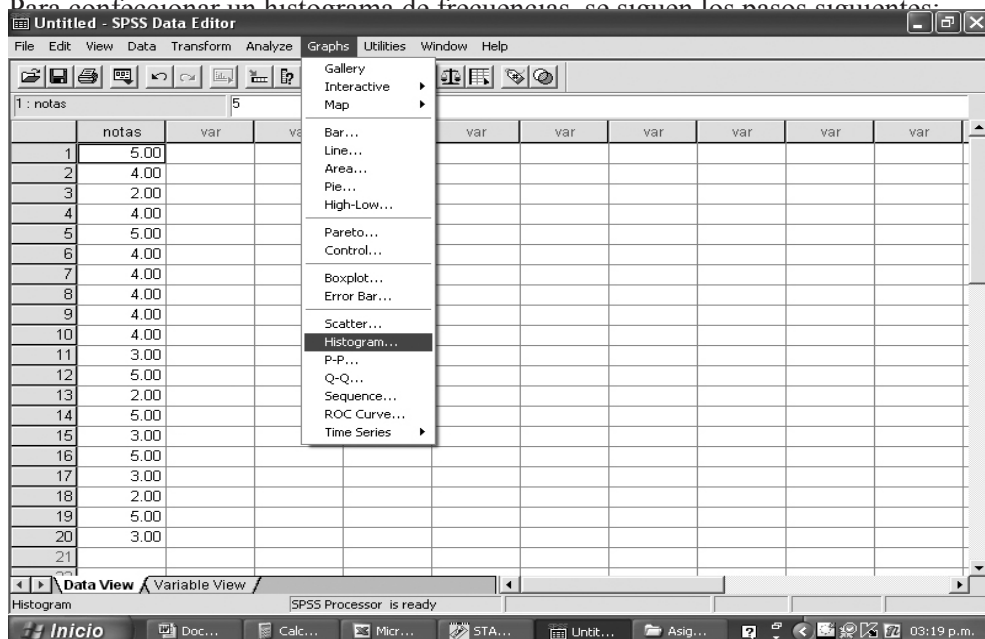 Para confeccionar un histograma de frecuencias, se siguen los pasos siguientes:
Untitled - SPSS Data Editor
File Edit View Data Transform Analyze Graphs Utilities Window Help
1 : notas 5
notas var var var var var var var
Gallery
Interactive
Map
Bar...
Line...
Area...
Pie...
High-Low...
Pareto...
Control...
Boxplot...
Error Bar...
Scatter...
Histogram...
P-P...
Q-Q...
Sequence...
ROC Curve...
Time Series
1 5.00
2 4.00
3 2.00
4 4.00
5 5.00
6 4.00
7 4.00
8 4.00
9 4.00
10 4.00
11 3.00
12 5.00
13 2.00
14 5.00
15 3.00
16 5.00
17 3.00
18 2.00
19 5.00
20 3.00
21
Data View Variable View
Histogram SPSS Processor is ready
Inicio Doc... Calc... Micr... STA... Untit... Asig... 03:19 p.m.